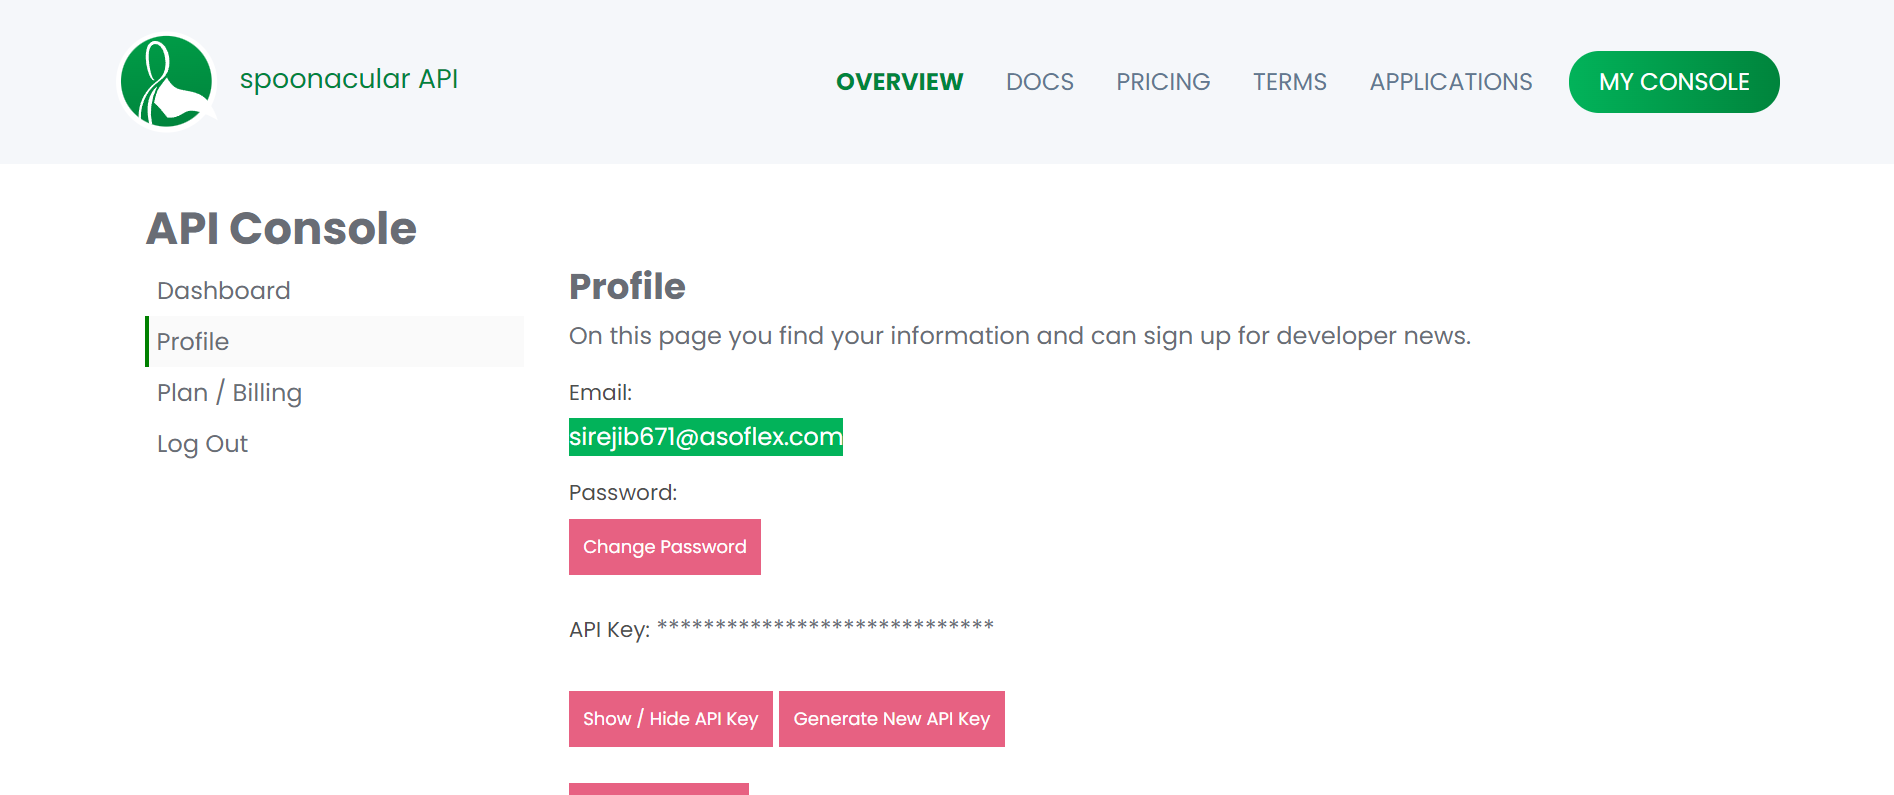 spoonacular API
OVERVIEW DOCS PRICING TERMS APPLICATIONS MY CONSOLE
API Console
Dashboard
Profile
Plan / Billing
Log Out
Profile
On this page you find your information and can sign up for developer news.
Email:
sirejib671@asoflex.com
Password:
Change Password
API Key: *****************************
Show / Hide API Key Generate New API Key